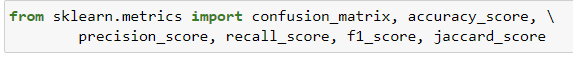 from sklearn.metrics import confusion_matrix, accuracy_score, \
precision_score, recall_score, f1_score, jaccard_score